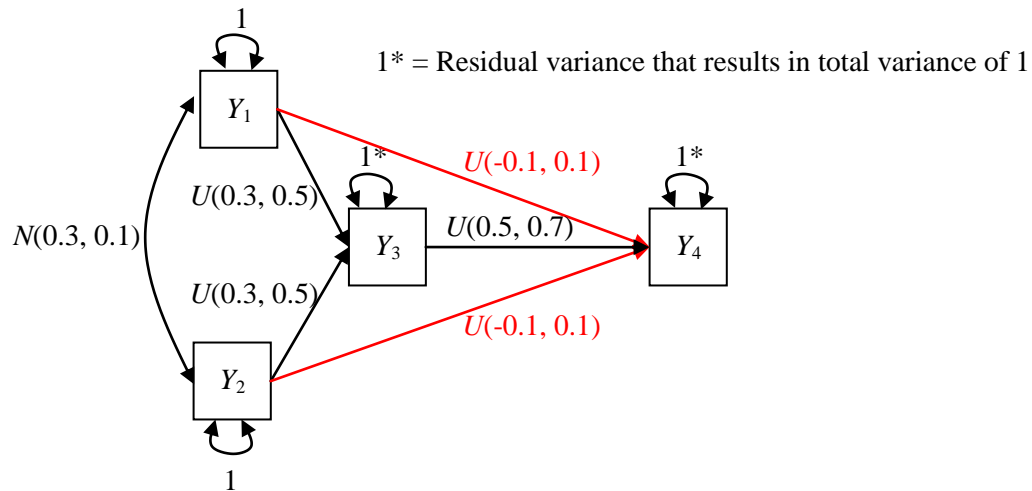 1
1* = Residual variance that results in total variance of 1
Y1
U(-0.1, 0.1)
1*
1*
U(0.3, 0.5)
N(0.3, 0.1)
Y3
U(0.5, 0.7)
Y4
U(0.3, 0.5)
U(-0.1, 0.1)
Y2
1